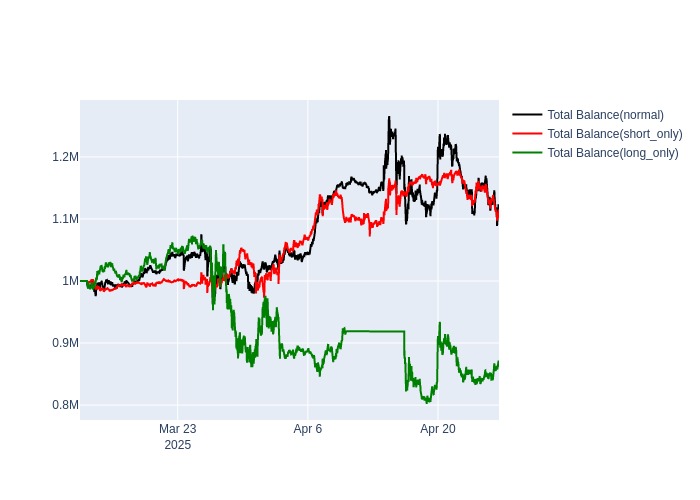 Total Balance(normal)
Total Balance(short_only)
Total Balance(long_only)
1.2M
1.1M
1M
0.9M
0.8M
Mar 23
2025
Apr 6
Apr 20